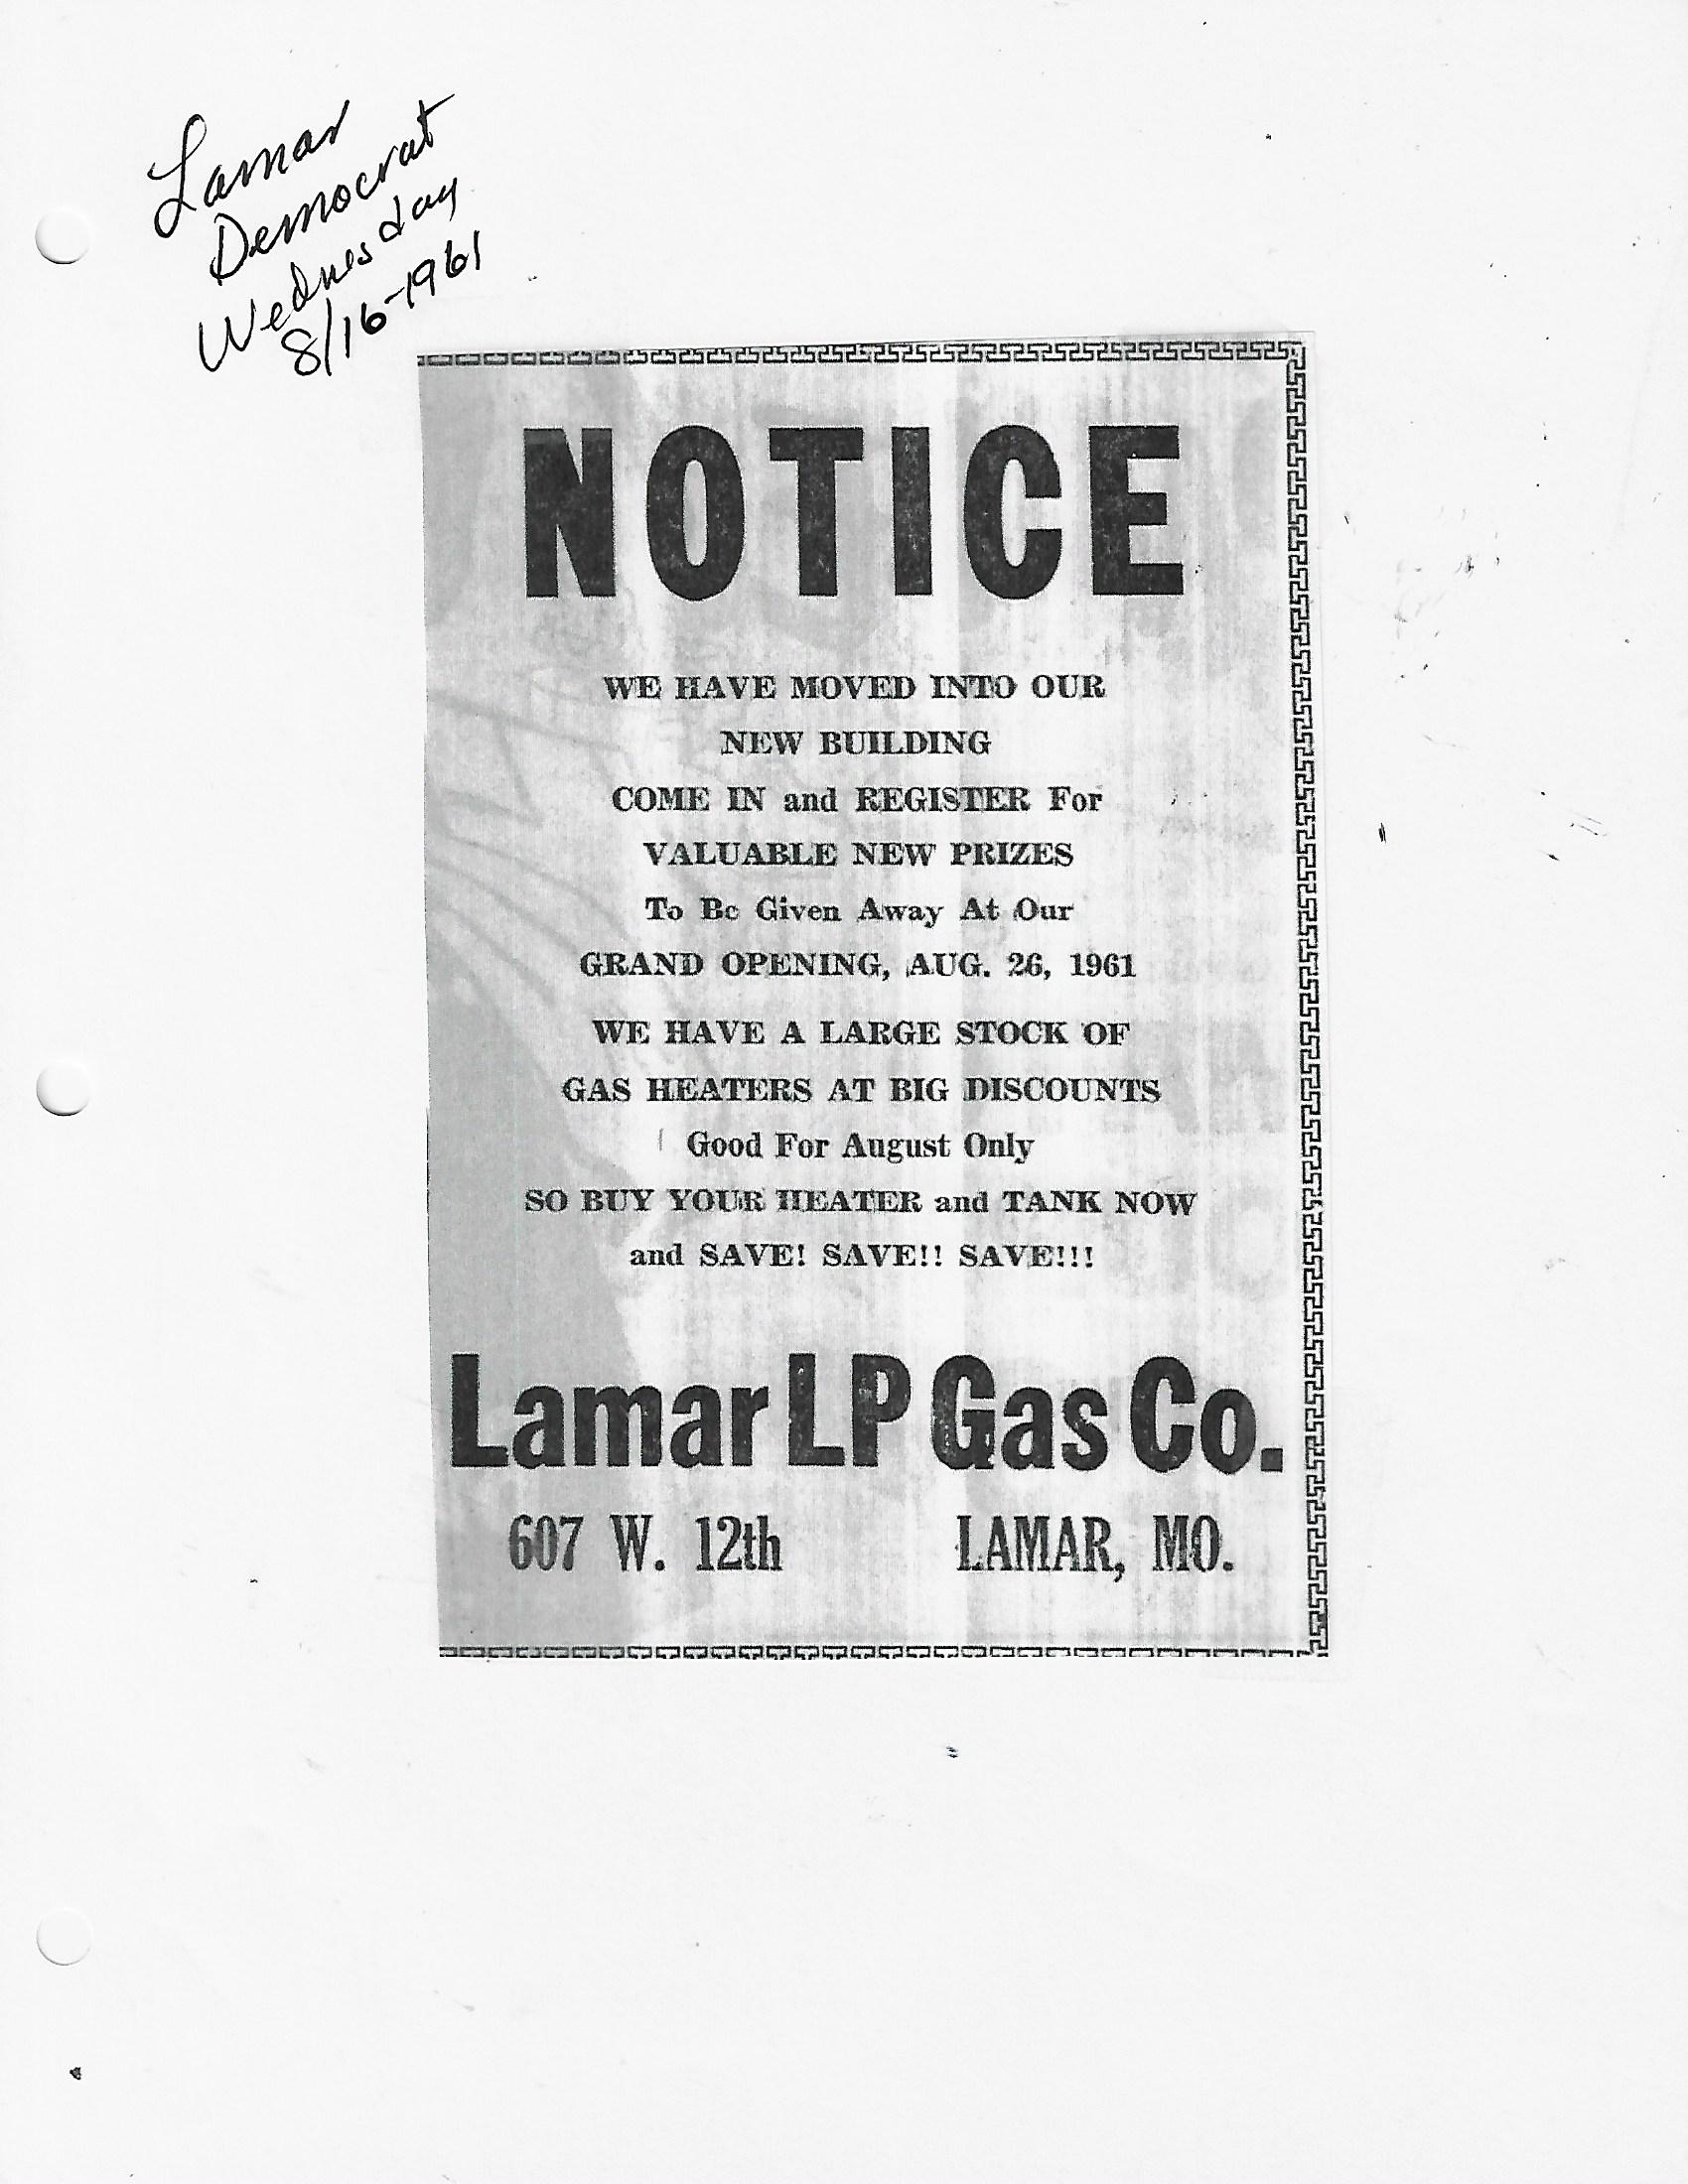 Lamar
Democrat
Wednesday
8/16-1961
NOTICE
WE HAVE MOVED INTO OUR
NEW BUILDING
COME IN and REGISTER For
VALUABLE NEW PRIZES
To Be Given Away At Our
GRAND OPENING, AUG. 26, 1961
WE HAVE A LARGE STOCK OF
GAS HEATERS AT BIG DISCOUNTS
Good For August Only
SO BUY YOUR HEATER and TANK NOW
and SAVE! SAVE!! SAVE!!!
Lamar LP Gas Co.
607 W. 12th LAMAR, MO.